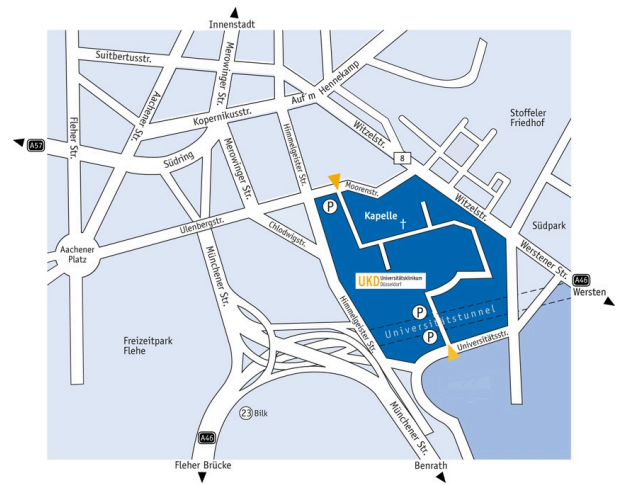 Innenstadt
Suitbertusstr.
Merowinger Str.
Auf'm Hennekamp
Aachener Str.
Kopernikusstr.
Stoffeler
Friedhof
Fleher Str.
A57
Südring
Merowinger Str.
Himmelgeister Str.
Witzelstr.
8
Moorenstr.
P
Kapelle
Witzelstr.
Südpark
Ulenbergstr.
Chlodwigstr.
Aachener
Platz
Münchener Str.
UKD Universitätsklinikum
Düsseldorf
Werstener Str.
A46
Wersten
Himmelgeister Str.
P
Universitätstunnel
P
Universitätsstr.
Freizeitpark
Flehe
23 Bilk
Münchener Str.
A46
Fleher Brücke
Benrath